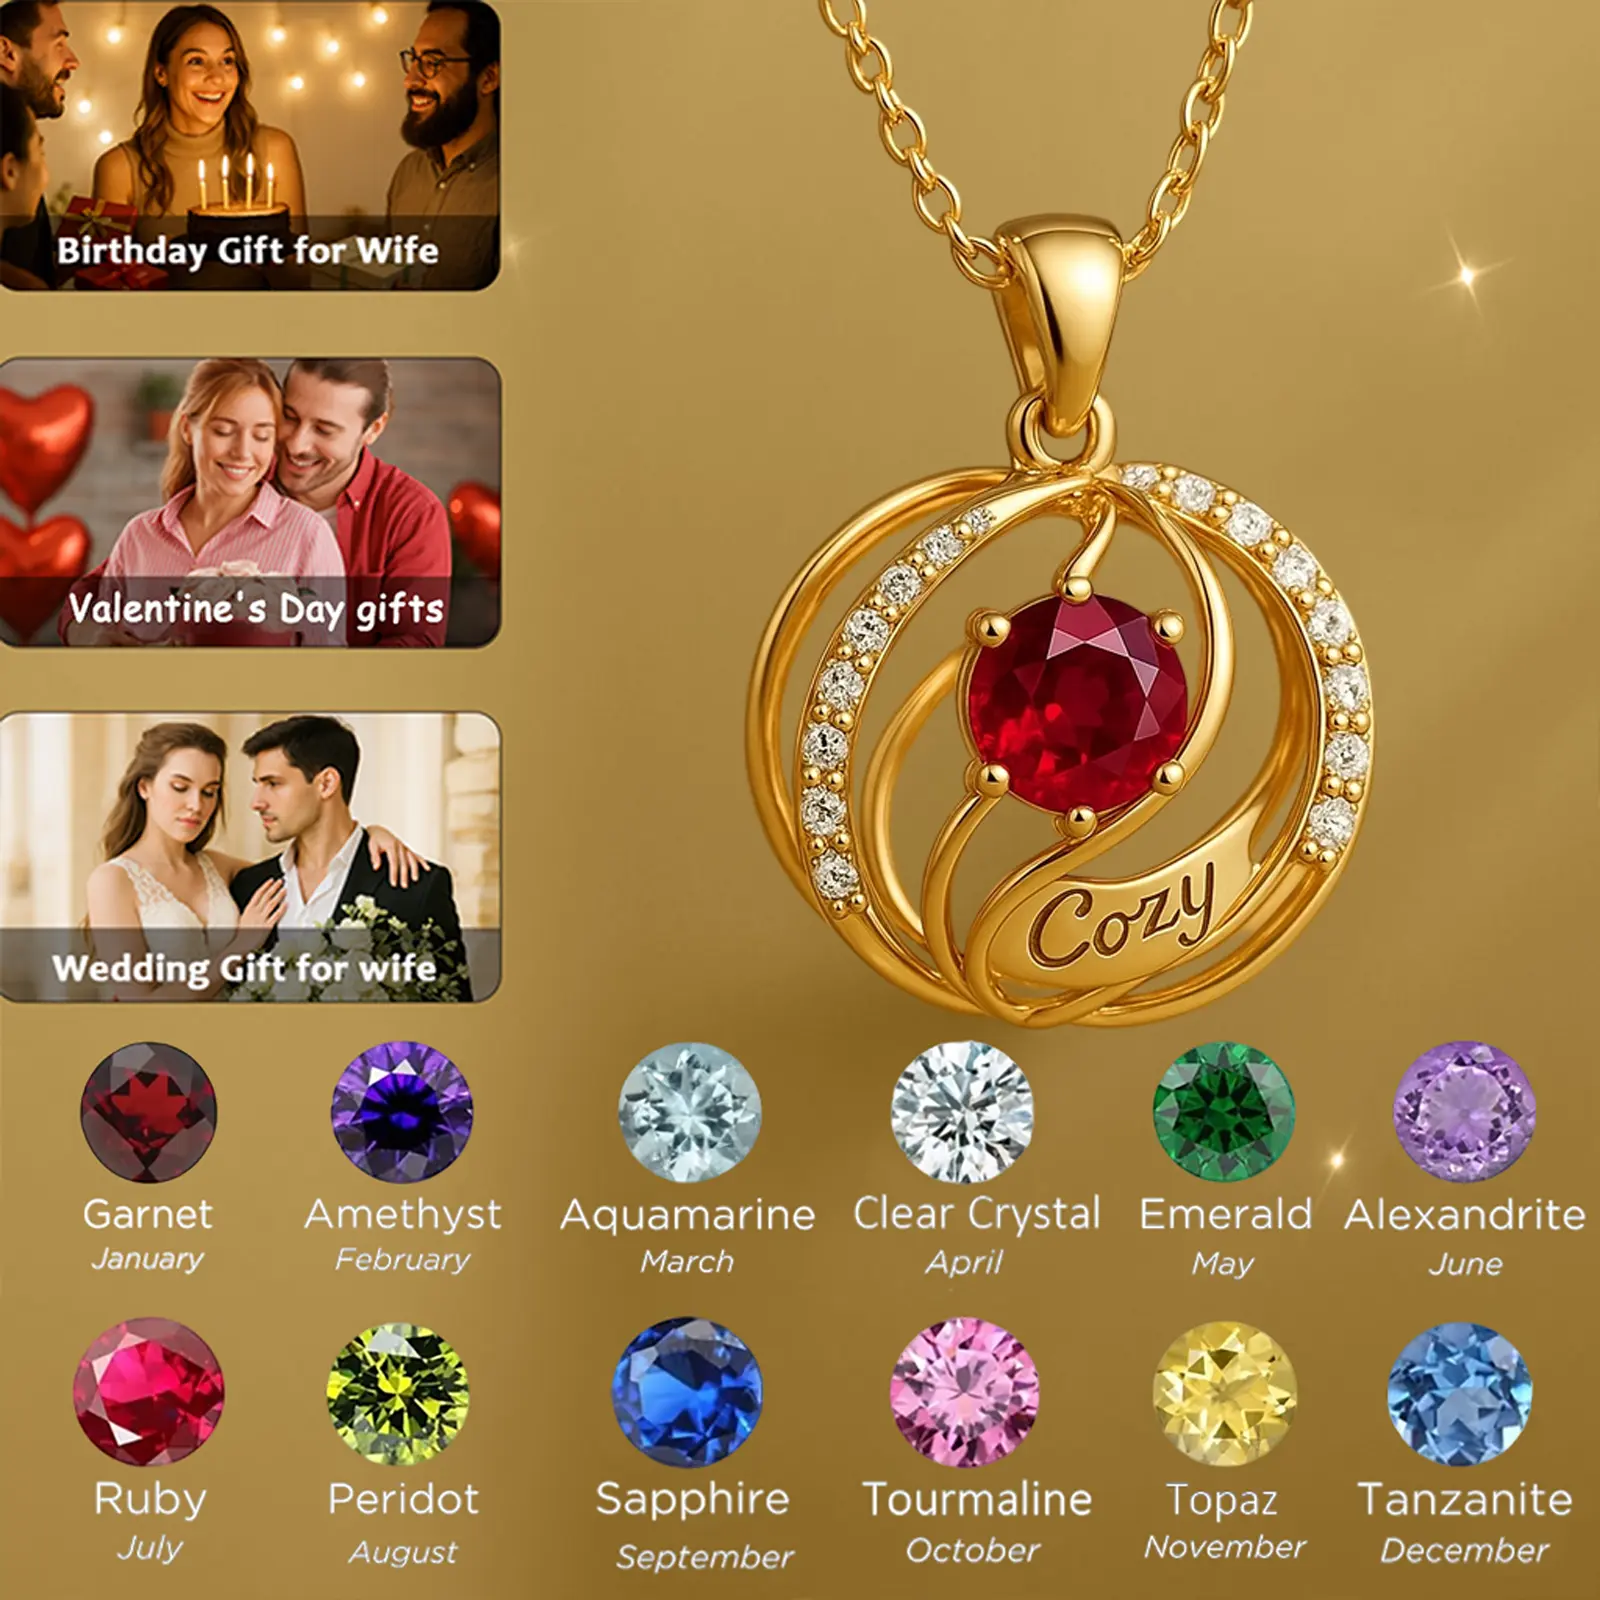 Birthday Gift for Wife
Valentine's Day gifts
Wedding Gift for wife
Cozy
Garnet
January
Amethyst
February
Aquamarine
March
Clear Crystal
April
Emerald
May
Alexandrite
June
Ruby
July
Peridot
August
Sapphire
September
Tourmaline
October
Topaz
November
Tanzanite
December